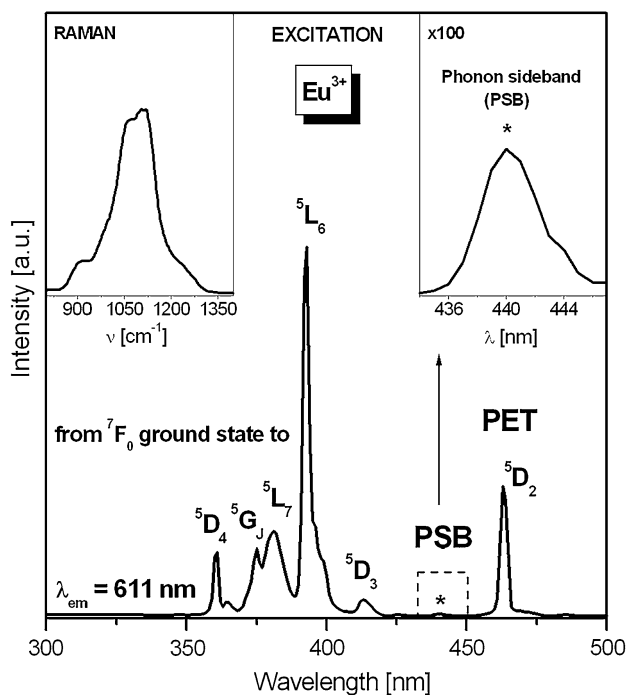 RAMAN
EXCITATION
x100
Eu³⁺
Phonon sideband
(PSB)
*
900 1050 1200 1350
ν [cm⁻¹]
436 440 444
λ [nm]
⁵L₆
from ⁷F₀ ground state to
PET
⁵D₂
⁵L₇
⁵G_J
⁵D₄
PSB
⁵D₃
*
λ_em = 611 nm
Intensity [a.u.]
300 350 400 450 500
Wavelength [nm]